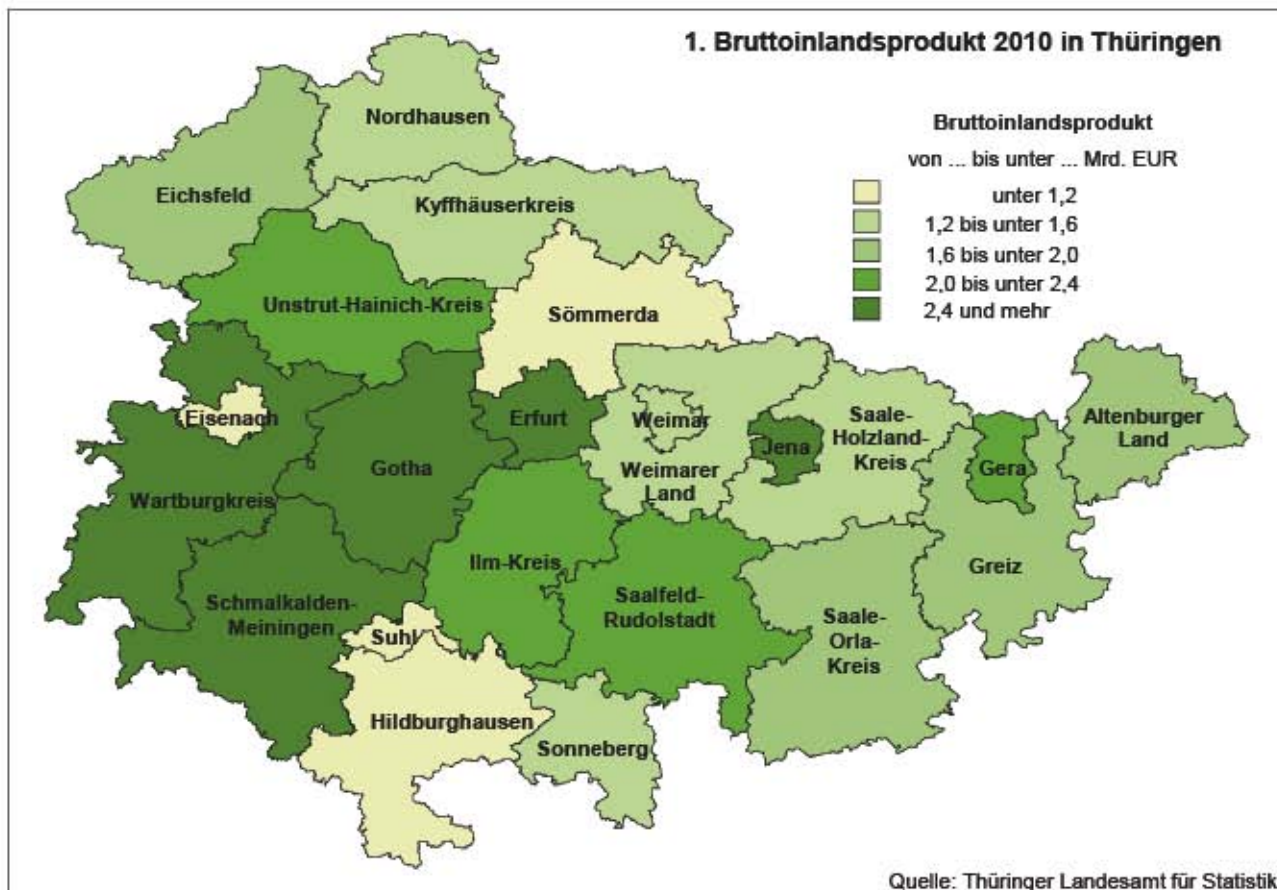 1. Bruttoinlandsprodukt 2010 in Thüringen
Bruttoinlandsprodukt
von ... bis unter ... Mrd. EUR
unter 1,2
1,2 bis unter 1,6
1,6 bis unter 2,0
2,0 bis unter 2,4
2,4 und mehr
Nordhausen
Eichsfeld
Kyffhäuserkreis
Unstrut-Hainich-Kreis
Sömmerda
Eisenach
Erfurt
Weimar
Saale-
Holzland-
Kreis
Altenburger
Land
Jena
Gera
Gotha
Weimarer
Land
Wartburgkreis
Ilm-Kreis
Greiz
Schmalkalden-
Meiningen
Saalfeld-
Rudolstadt
Saale-
Orla-
Kreis
Suhl
Hildburghausen
Sonneberg
Quelle: Thüringer Landesamt für Statistik